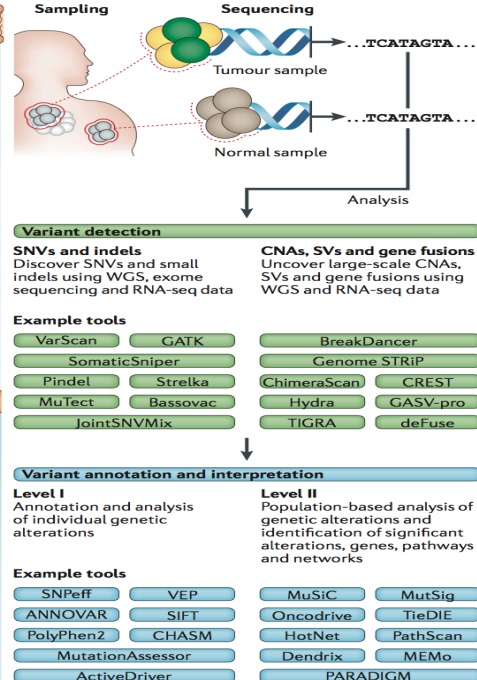 Sampling
Sequencing
...TCATAGTA...
Tumour sample
...TCATAGTA...
Normal sample
Analysis
Variant detection
SNVs and indels
Discover SNVs and small
indels using WGS, exome
sequencing and RNA-seq data
CNAs, SVs and gene fusions
Uncover large-scale CNAs,
SVs and gene fusions using
WGS and RNA-seq data
Example tools
VarScan GATK
SomaticSniper
Pindel Strelka
MuTect Bassovac
JointSNVMix
BreakDancer
Genome STRiP
ChimeraScan CREST
Hydra GASV-pro
TIGRA deFuse
Variant annotation and interpretation
Level I
Annotation and analysis
of individual genetic
alterations
Level II
Population-based analysis of
genetic alterations and
identification of significant
alterations, genes, pathways
and networks
Example tools
SNPeff VEP
ANNOVAR SIFT
PolyPhen2 CHASM
MutationAssessor
ActiveDriver
MuSiC MutSig
Oncodrive TieDIE
HotNet PathScan
Dendrix MEMo
PARADIGM